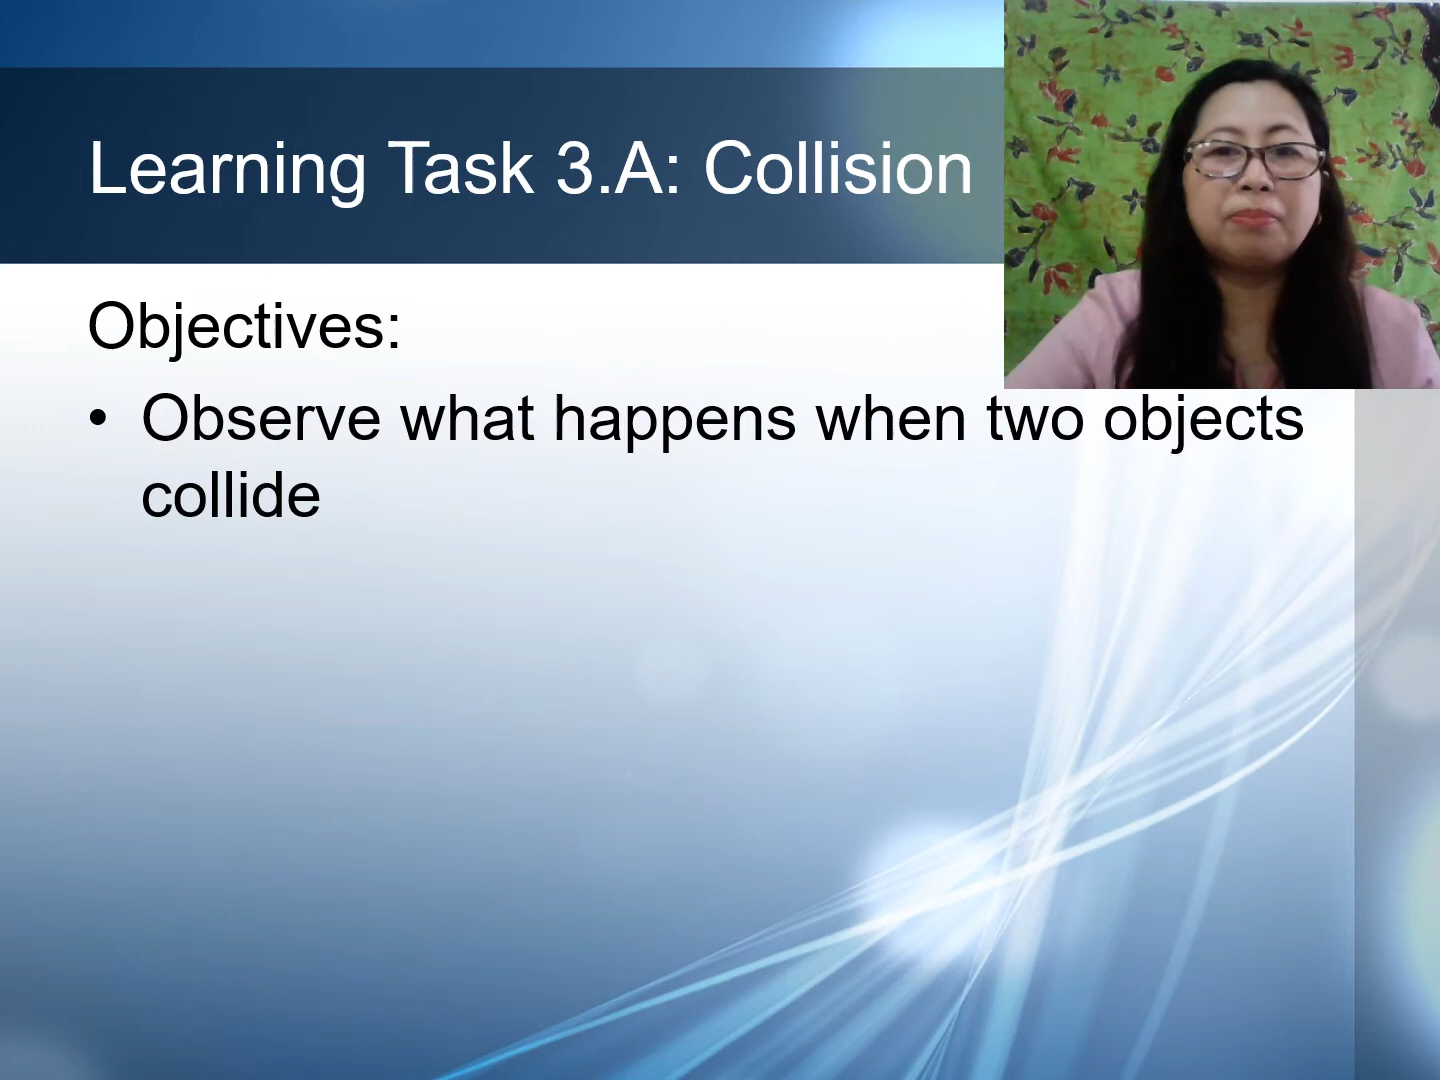 Learning Task 3.A: Collision
Objectives:
• Observe what happens when two objects
collide